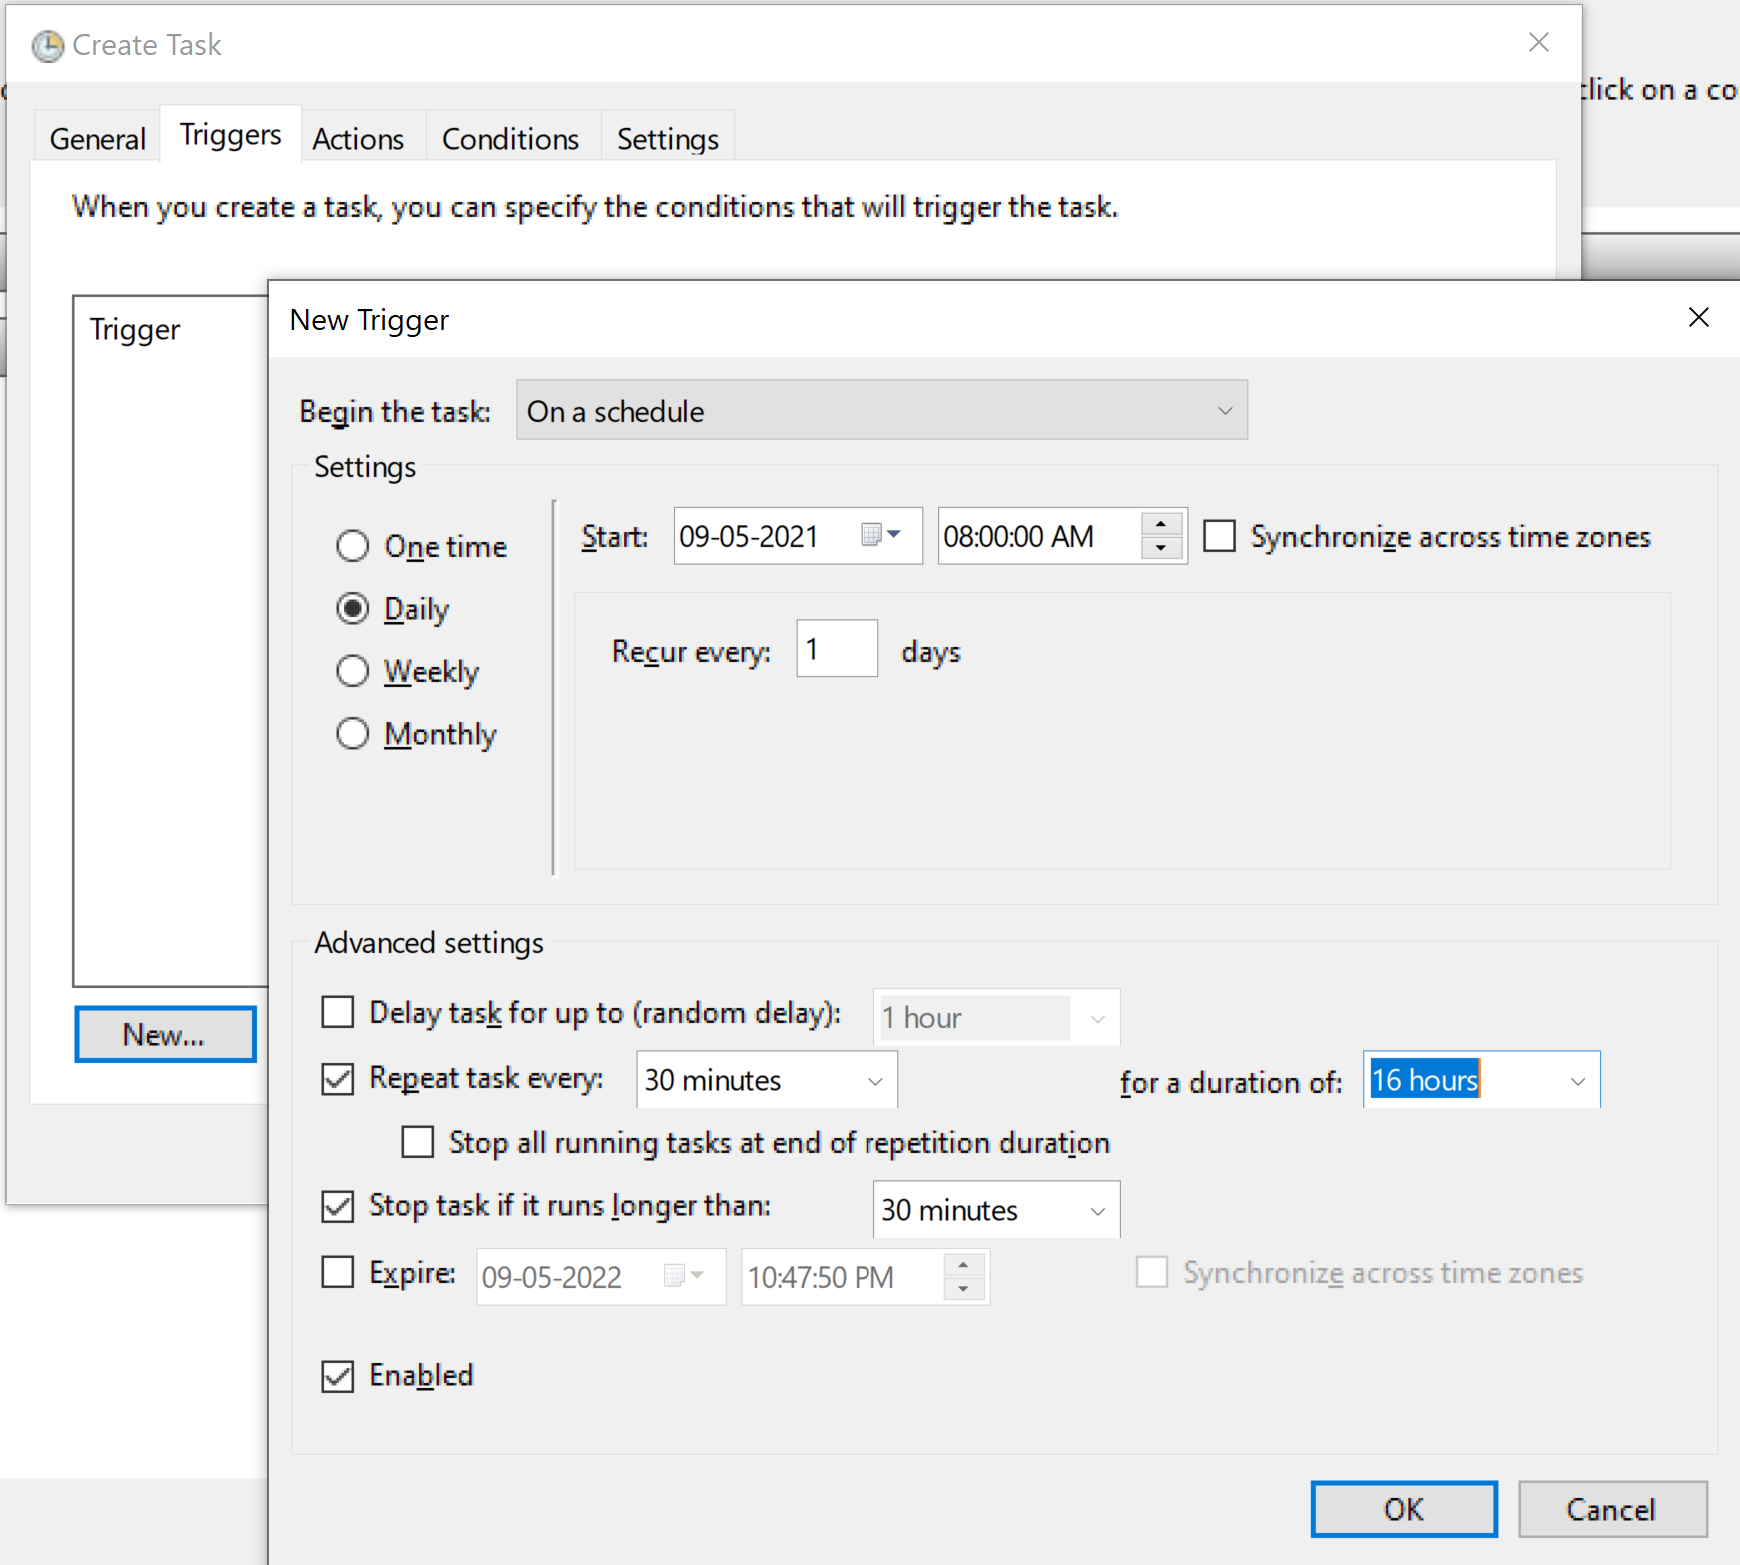 Create Task
click on a co
General Triggers Actions Conditions Settings
When you create a task, you can specify the conditions that will trigger the task.
Trigger
New Trigger
Begin the task: On a schedule
Settings
One time
Daily
Weekly
Monthly
Start: 09-05-2021 08:00:00 AM Synchronize across time zones
Recur every: 1 days
Advanced settings
Delay task for up to (random delay): 1 hour
New...
Repeat task every: 30 minutes for a duration of: 16 hours
Stop all running tasks at end of repetition duration
Stop task if it runs longer than: 30 minutes
Expire: 09-05-2022 10:47:50 PM Synchronize across time zones
Enabled
OK Cancel